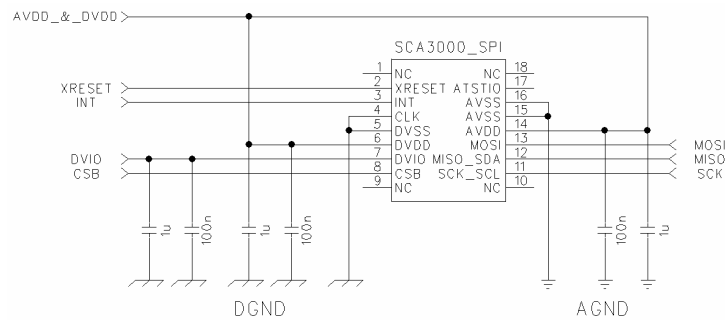 AVDD_&_DVDD
SCA3000_SPI
1 NC NC 18
XRESET 2 XRESET ATSTIO 17
INT 3 INT AVSS 16
4 CLK AVSS 15
5 DVSS AVDD 14
6 DVDD MOSI 13 MOSI
DVIO 7 DVIO MISO_SDA 12 MISO
CSB 8 CSB SCK_SCL 11 SCK
9 NC NC 10
1u 100n 1u 100n 100n 1u
DGND AGND